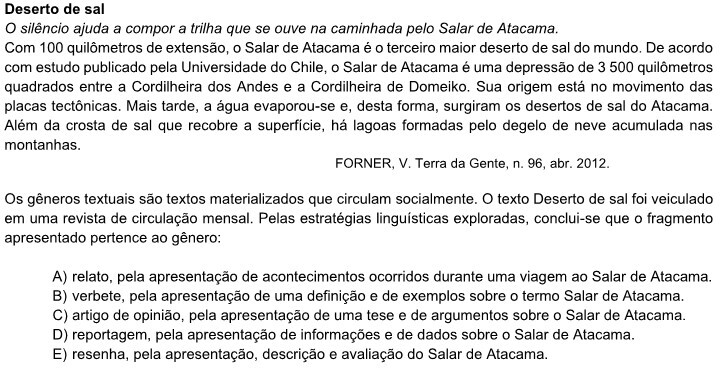 Deserto de sal
O silêncio ajuda a compor a trilha que se ouve na caminhada pelo Salar de Atacama.
Com 100 quilômetros de extensão, o Salar de Atacama é o terceiro maior deserto de sal do mundo. De acordo
com estudo publicado pela Universidade do Chile, o Salar de Atacama é uma depressão de 3 500 quilômetros
quadrados entre a Cordilheira dos Andes e a Cordilheira de Domeiko. Sua origem está no movimento das
placas tectônicas. Mais tarde, a água evaporou-se e, desta forma, surgiram os desertos de sal do Atacama.
Além da crosta de sal que recobre a superfície, há lagoas formadas pelo degelo de neve acumulada nas
montanhas.
FORNER, V. Terra da Gente, n. 96, abr. 2012.
Os gêneros textuais são textos materializados que circulam socialmente. O texto Deserto de sal foi veiculado
em uma revista de circulação mensal. Pelas estratégias linguísticas exploradas, conclui-se que o fragmento
apresentado pertence ao gênero:
A) relato, pela apresentação de acontecimentos ocorridos durante uma viagem ao Salar de Atacama.
B) verbete, pela apresentação de uma definição e de exemplos sobre o termo Salar de Atacama.
C) artigo de opinião, pela apresentação de uma tese e de argumentos sobre o Salar de Atacama.
D) reportagem, pela apresentação de informações e de dados sobre o Salar de Atacama.
E) resenha, pela apresentação, descrição e avaliação do Salar de Atacama.